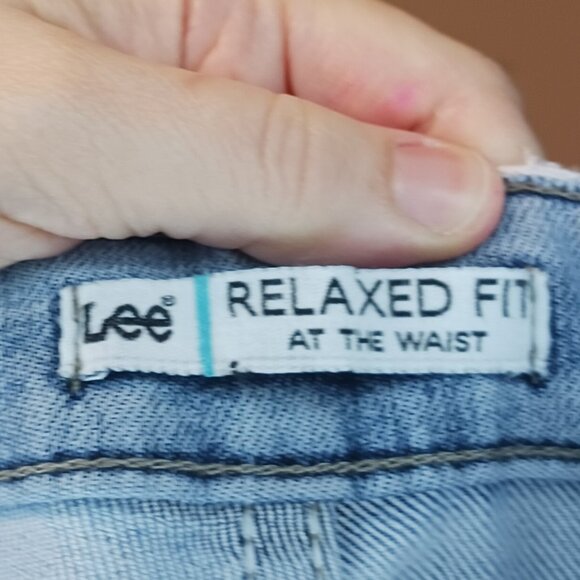 Lee® RELAXED FIT
AT THE WAIST